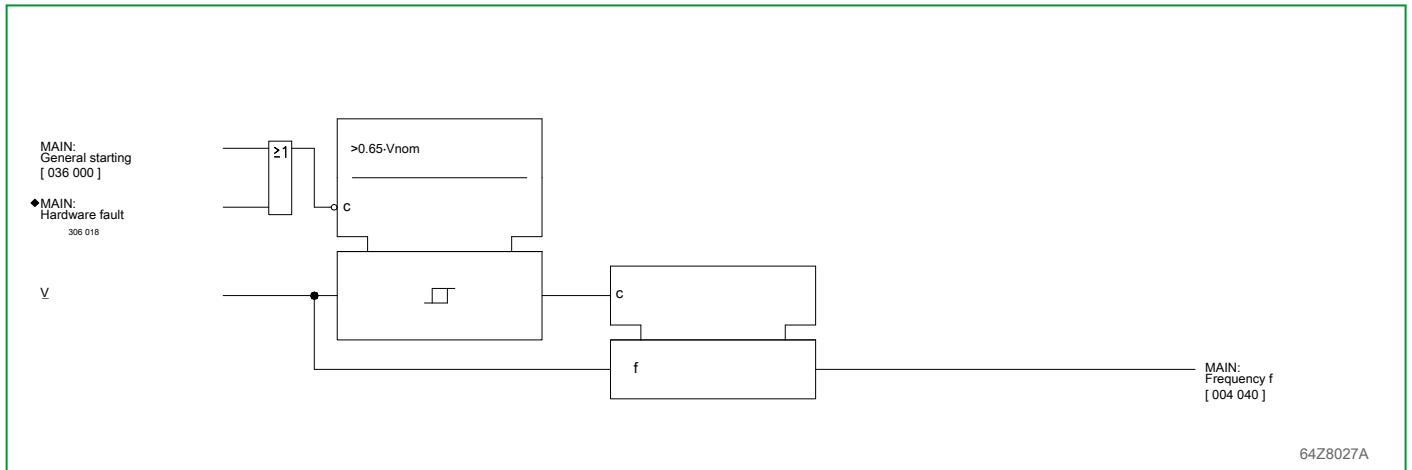 MAIN:
General starting
[ 036 000 ]
≥1
>0.65·Vnom
◆MAIN:
Hardware fault
306 018
c
V
c
f
MAIN:
Frequency f
[ 004 040 ]
64Z8027A